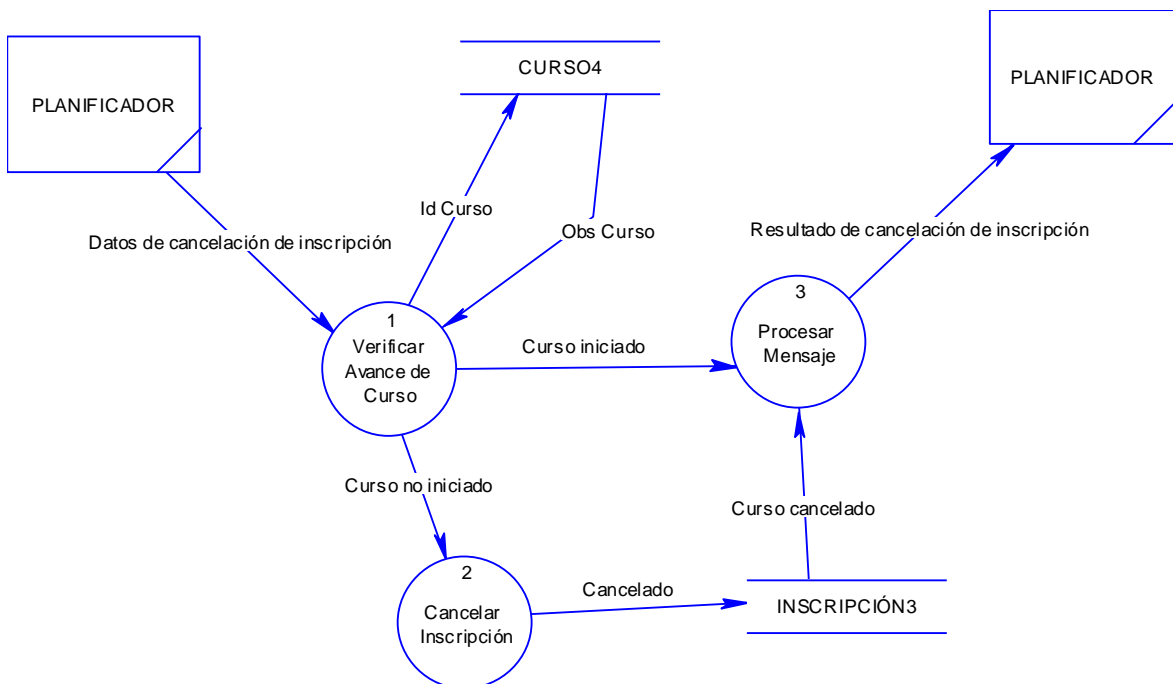 PLANIFICADOR
CURSO4
PLANIFICADOR
Id Curso
Obs Curso
Datos de cancelación de inscripción
Resultado de cancelación de inscripción
1
Verificar
Avance de
Curso
Curso iniciado
3
Procesar
Mensaje
Curso no iniciado
Curso cancelado
2
Cancelar
Inscripción
Cancelado
INSCRIPCIÓN3